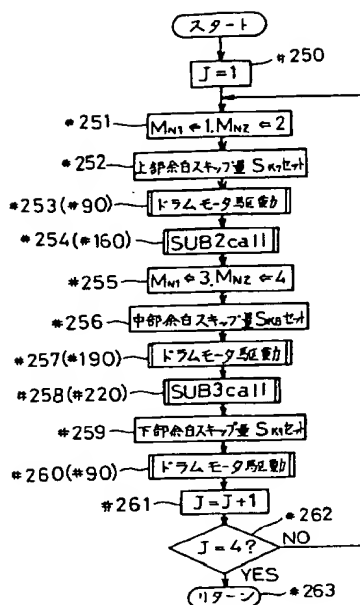 スタート
#250
J=1
#251
MN1←1,MN2←2
#252
上部余白スキップ量SK7セット
#253(#90)
ドラムモータ駆動
#254(#160)
SUB2call
#255
MN1←3,MN2←4
#256
中部余白スキップ量SK8セット
#257(#190)
ドラムモータ駆動
#258(#220)
SUB3call
#259
下部余白スキップ量 セット
#260(#90)
ドラムモータ駆動
#261
J=J+1
#262
J=4?
NO
YES
リターン
#263